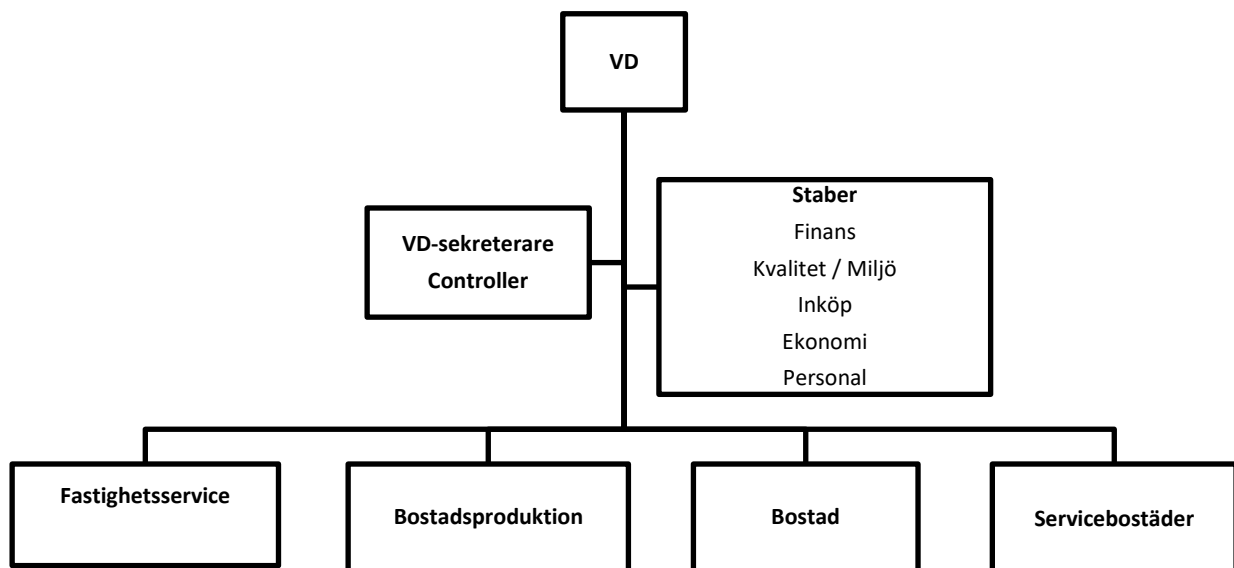 VD
VD-sekreterare
Controller
Staber
Finans
Kvalitet / Miljö
Inköp
Ekonomi
Personal
Fastighetsservice
Bostadsproduktion
Bostad
Servicebostäder